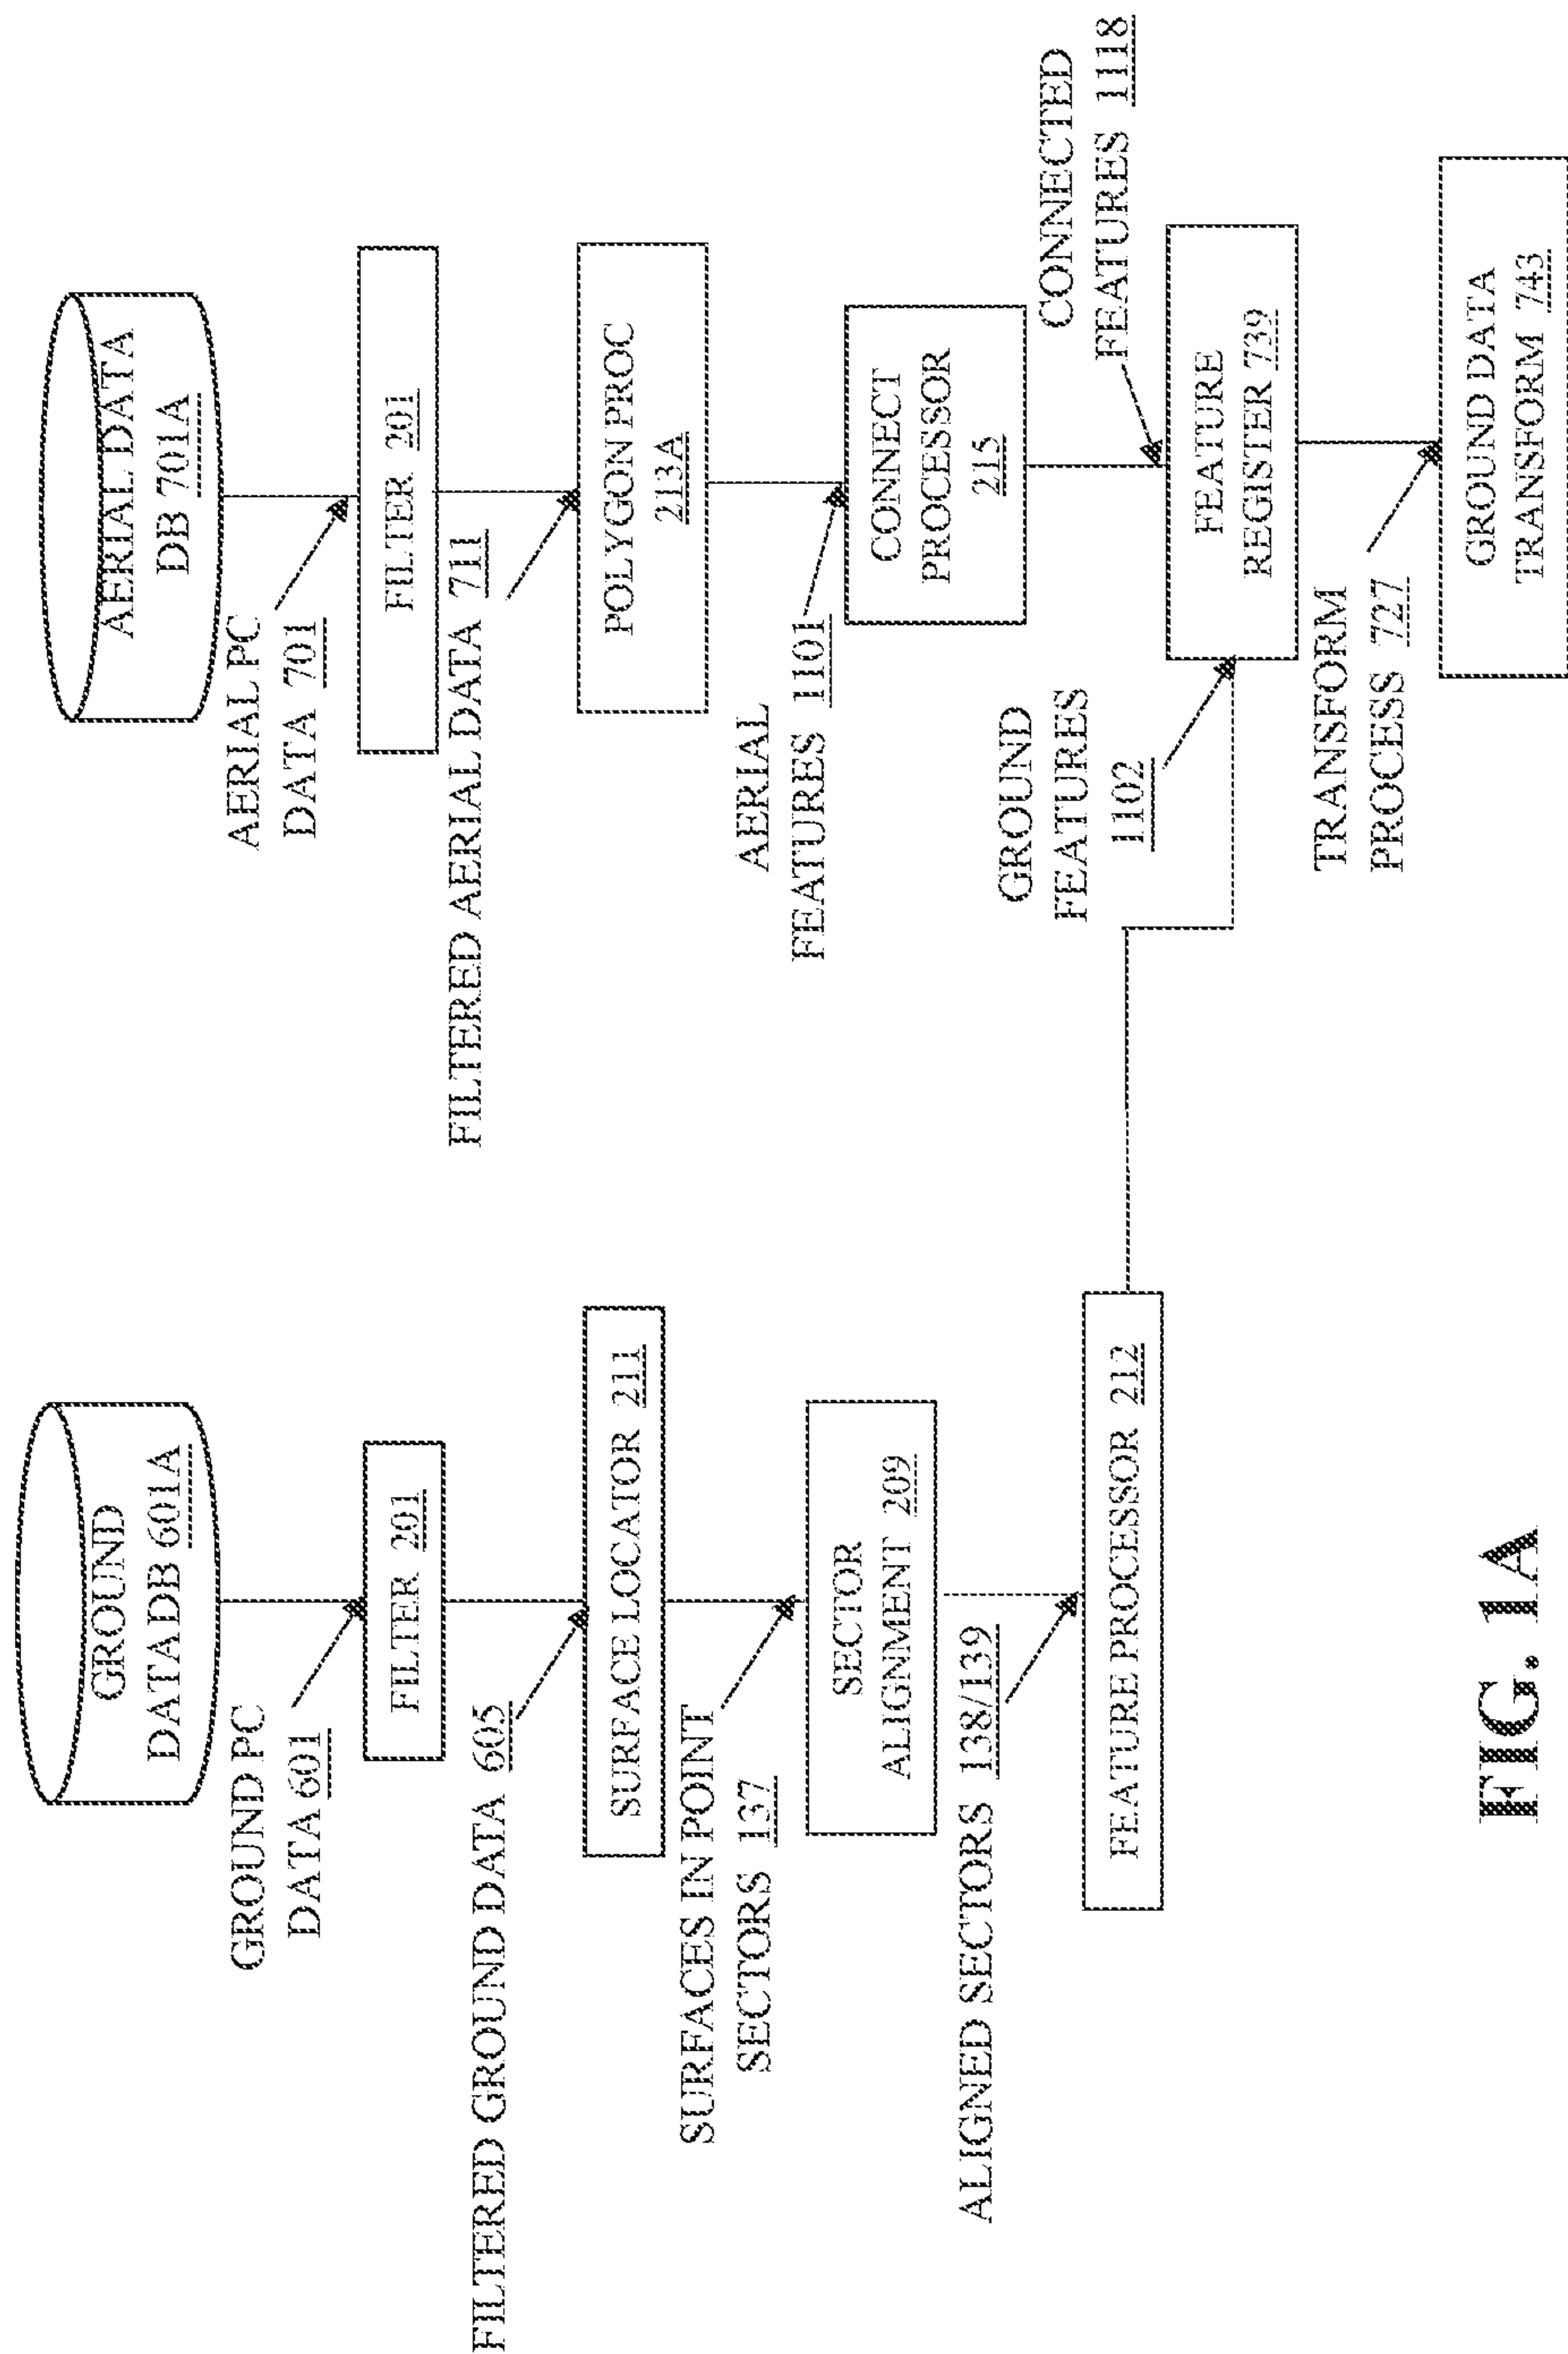 GROUND
DATA DB 601A
GROUND PC
DATA 601
FILTER 201
FILTERED GROUND DATA 605
SURFACE LOCATOR 211
SURFACES IN POINT
SECTORS 137
SECTOR
ALIGNMENT 209
ALIGNED SECTORS 138/139
FEATURE PROCESSOR 212
AERIAL DATA
DB 701A
AERIAL PC
DATA 701
FILTER 201
FILTERED AERIAL DATA 711
POLYGON PROC
213A
AERIAL
FEATURES 1101
CONNECT
PROCESSOR
215
CONNECTED
FEATURES 1118
GROUND
FEATURES
1102
FEATURE
REGISTER 739
TRANSFORM
PROCESS 727
GROUND DATA
TRANSFORM 743
FIG. 1A